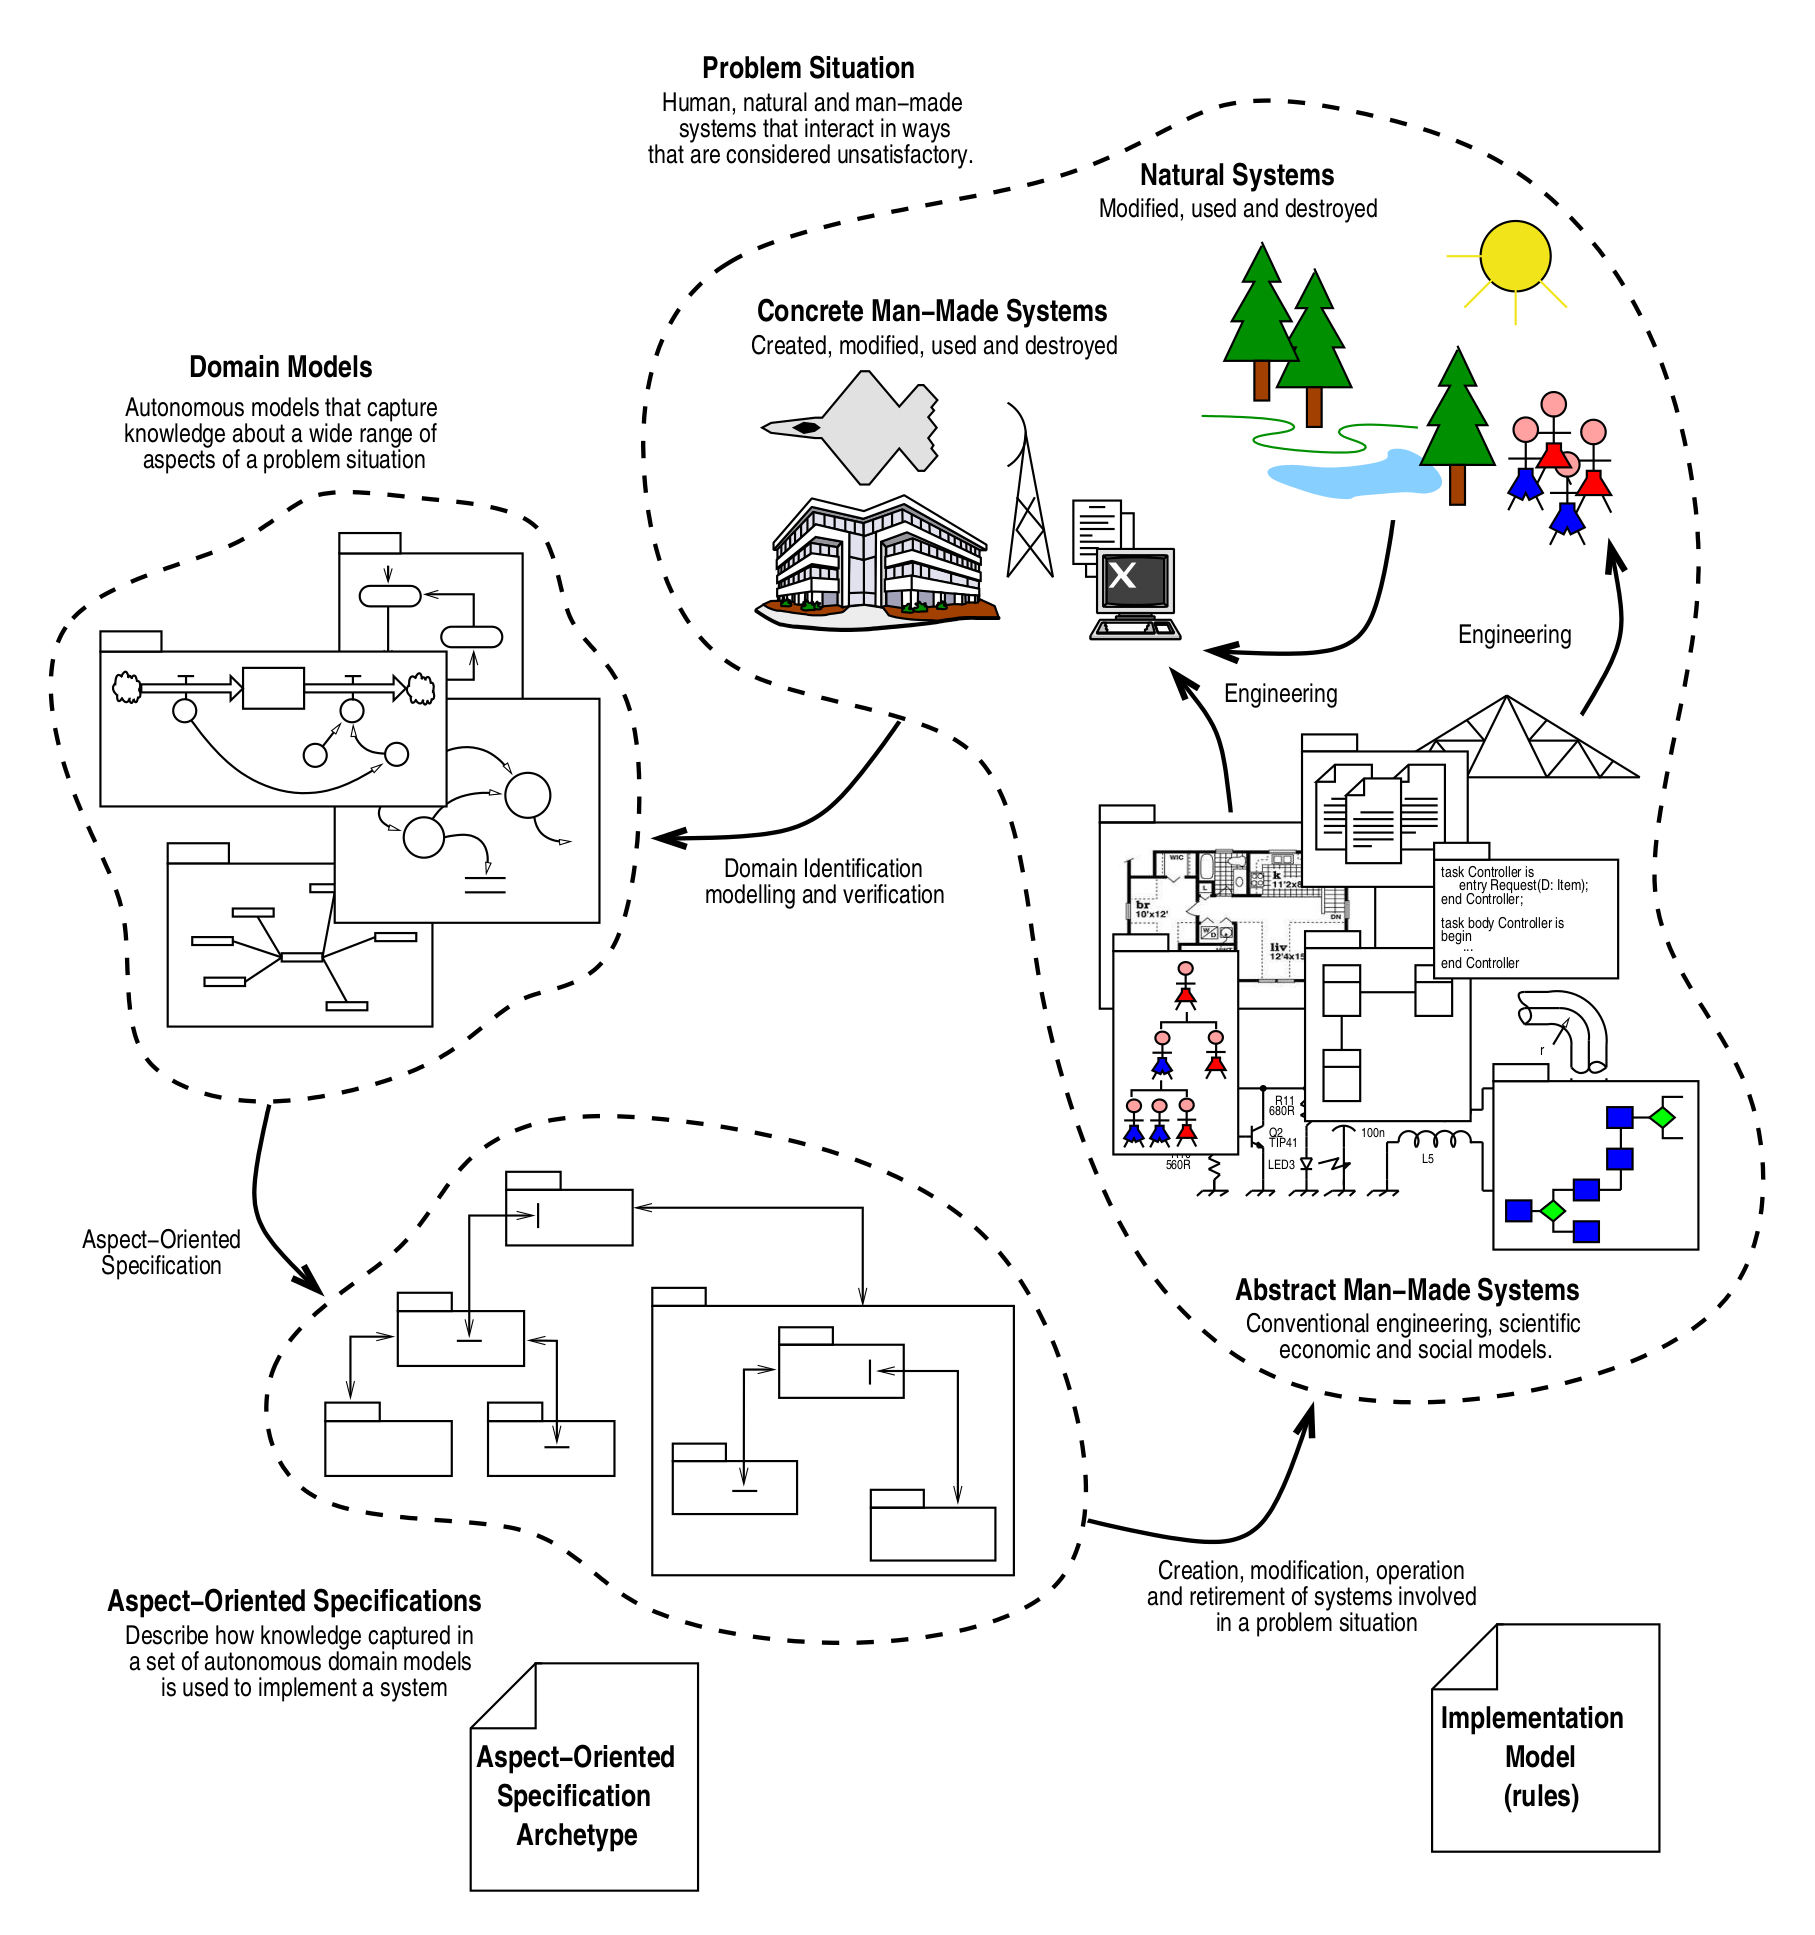 Problem Situation
Human, natural and man–made
systems that interact in ways
that are considered unsatisfactory.
Natural Systems
Modified, used and destroyed
Concrete Man–Made Systems
Created, modified, used and destroyed
Domain Models
Autonomous models that capture
knowledge about a wide range of
aspects of a problem situation
X
Engineering
Engineering
Domain Identification
modelling and verification
WIC
k
11'2x8
br
10'x12'
L
W/D
DN
liv
12'4x15
task Controller is
entry Request(D: Item);
end Controller;
task body Controller is
begin
...
end Controller
r
R11
680R
Q2
TIP41
100n
560R
LED3
L5
Aspect–Oriented
Specification
Abstract Man–Made Systems
Conventional engineering, scientific
economic and social models.
Creation, modification, operation
and retirement of systems involved
in a problem situation
Aspect–Oriented Specifications
Describe how knowledge captured in
a set of autonomous domain models
is used to implement a system
Aspect–Oriented
Specification
Archetype
Implementation
Model
(rules)